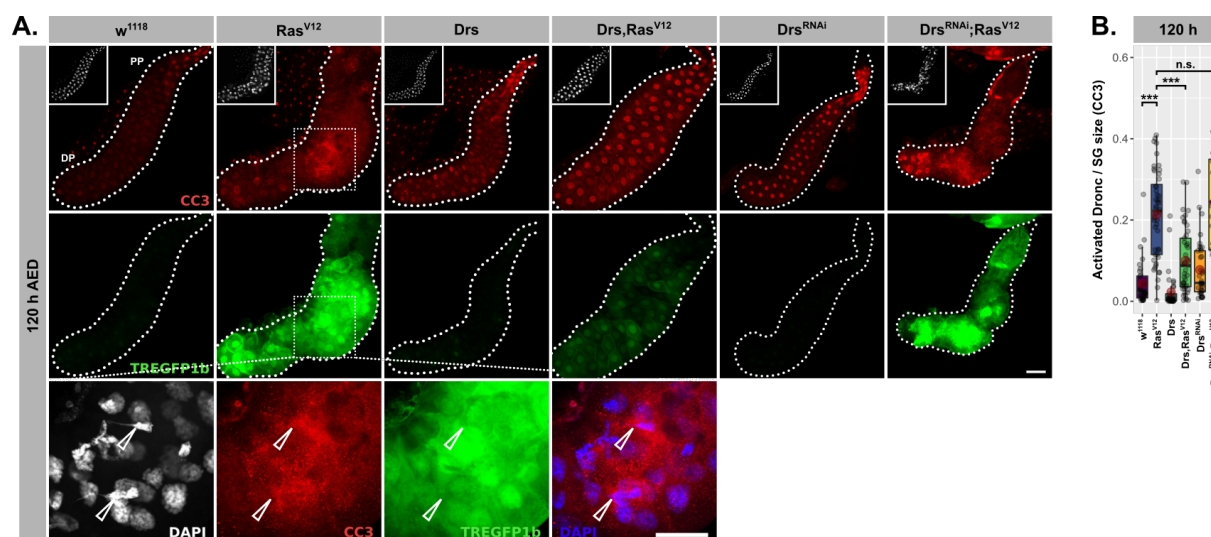 A.
w1118
RasV12
Drs
Drs,RasV12
DrsRNAi
DrsRNAi;RasV12
120 h AED
PP
DP
CC3
TREGFP1b
DAPI
CC3
TREGFP1b
DAPI
B.
120 h
Activated Dronc / SG size (CC3)
0.6
0.4
0.2
0.0
n.s.
***
***
w1118
RasV12
Drs
Drs,RasV12
DrsRNAi